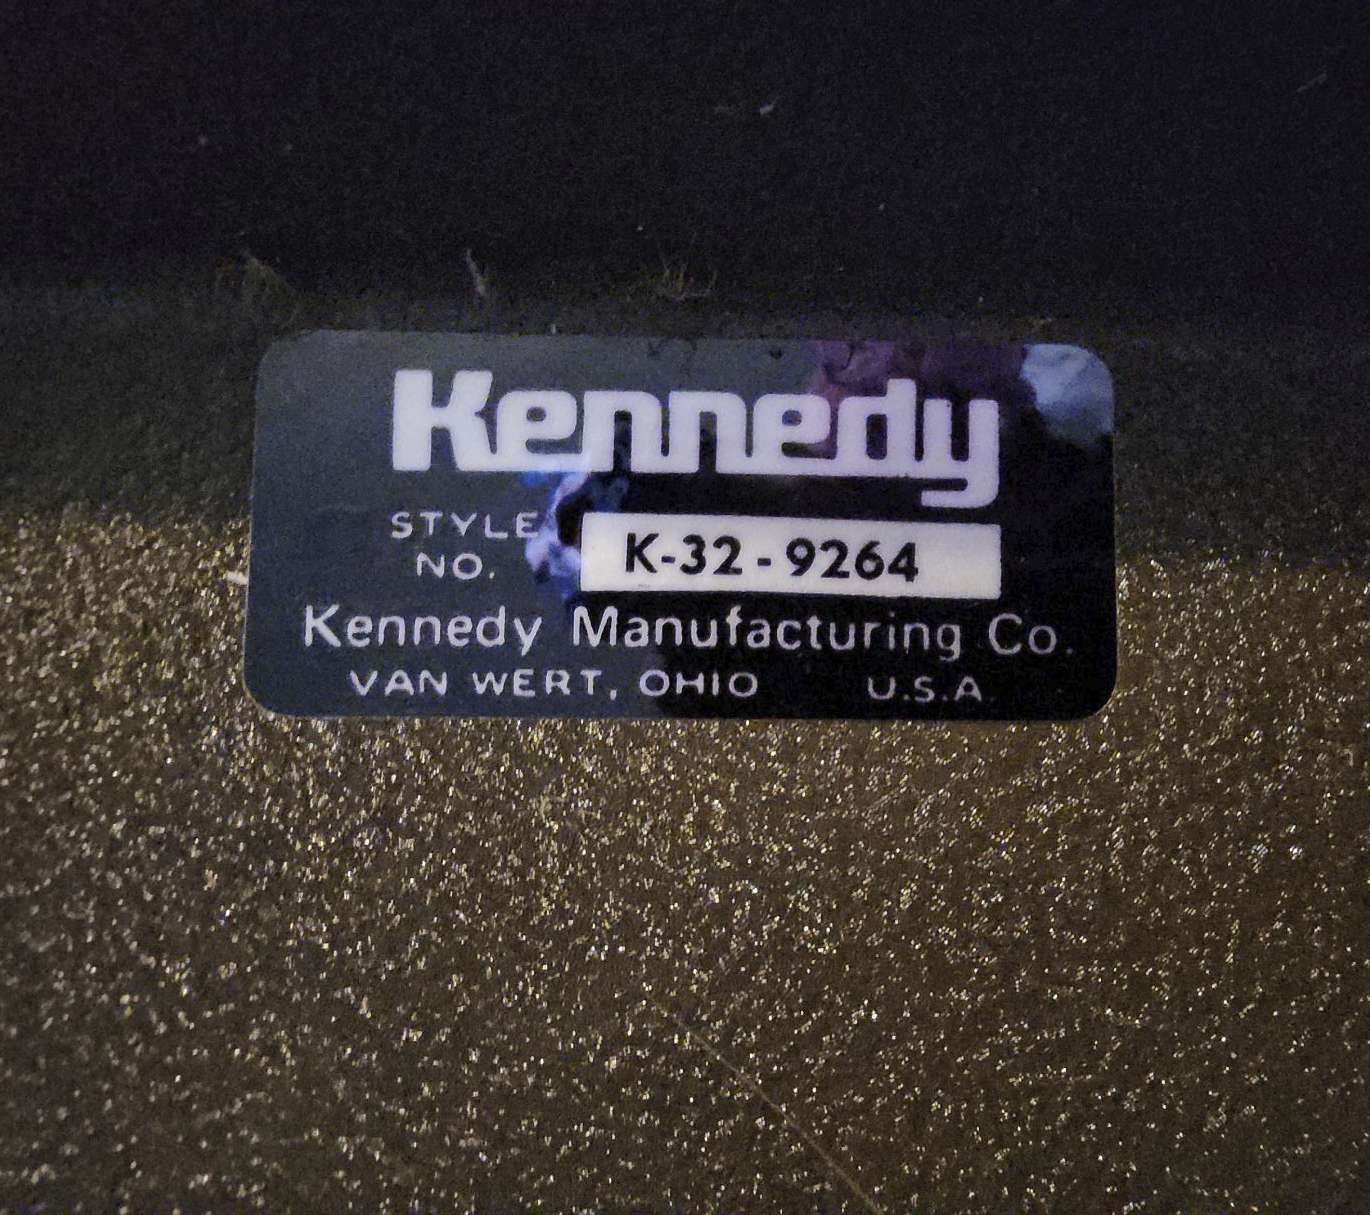 Kennedy
STYLE
NO.
K-32-9264
Kennedy Manufacturing Co.
VAN WERT, OHIO U.S.A.